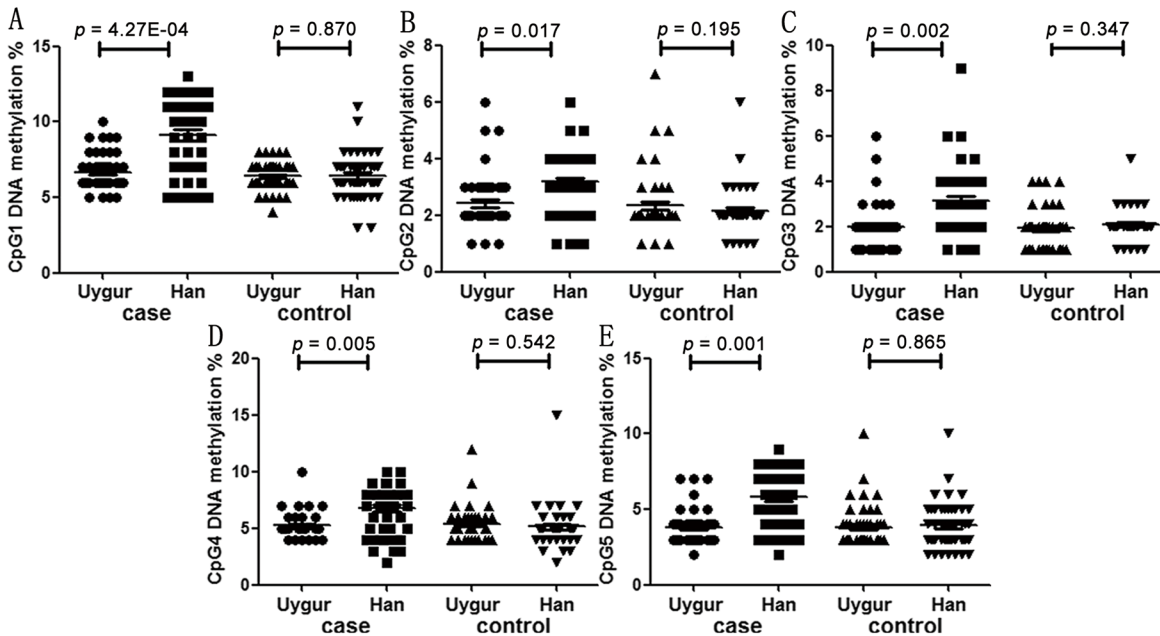 A
p = 4.27E-04
p = 0.870
CpG1 DNA methylation %
15
10
5
0
Uygur Han Uygur Han
case control
B
p = 0.017
p = 0.195
CpG2 DNA methylation %
8
6
4
2
0
Uygur Han Uygur Han
case control
C
p = 0.002
p = 0.347
CpG3 DNA methylation %
10
8
6
4
2
0
Uygur Han Uygur Han
case control
D
p = 0.005
p = 0.542
CpG4 DNA methylation %
20
15
10
5
0
Uygur Han Uygur Han
case control
E
p = 0.001
p = 0.865
CpG5 DNA methylation %
15
10
5
0
Uygur Han Uygur Han
case control